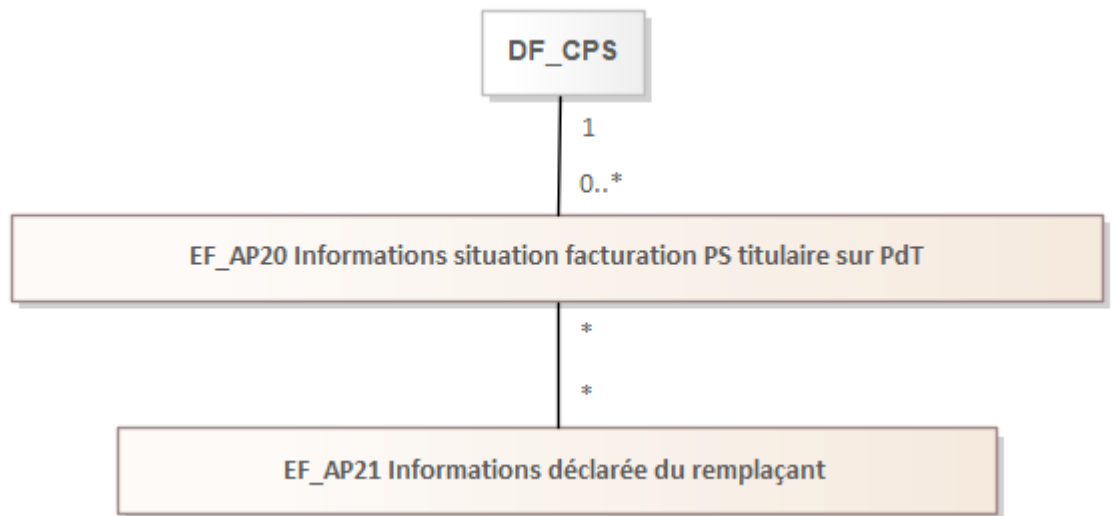 DF_CPS
1
0..*
EF_AP20 Informations situation facturation PS titulaire sur PdT
*
*
EF_AP21 Informations déclarée du remplaçant